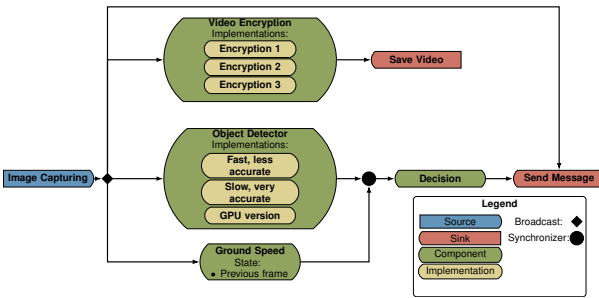 Video Encryption
Implementations:
Encryption 1
Encryption 2
Encryption 3
Save Video
Object Detector
Implementations:
Fast, less
accurate
Slow, very
accurate
GPU version
Image Capturing
Decision
Send Message
Ground Speed
State:
• Previous frame
Legend
Source
Broadcast:
Sink
Synchronizer:
Component
Implementation